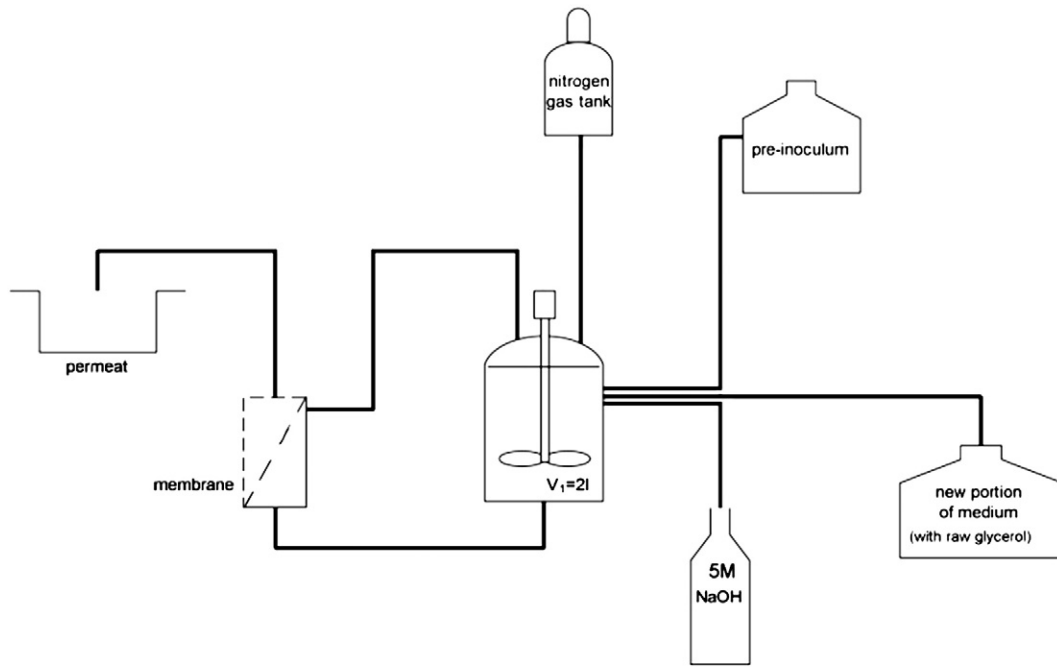 nitrogen
gas tank
pre-inoculum
permeat
membrane
V₁=2l
new portion
of medium
(with raw glycerol)
5M
NaOH